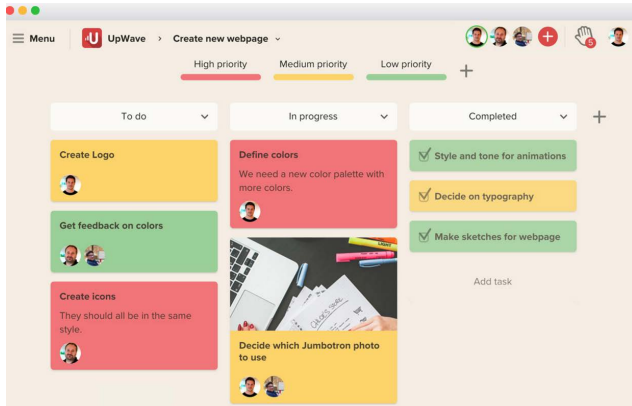 Menu
UpWave > Create new webpage
5
High priority
Medium priority
Low priority
To do
In progress
Completed
Create Logo
Get feedback on colors
Create icons
They should all be in the same
style.
Define colors
We need a new color palette with
more colors.
Decide which Jumbotron photo
to use
Style and tone for animations
Decide on typography
Make sketches for webpage
Add task